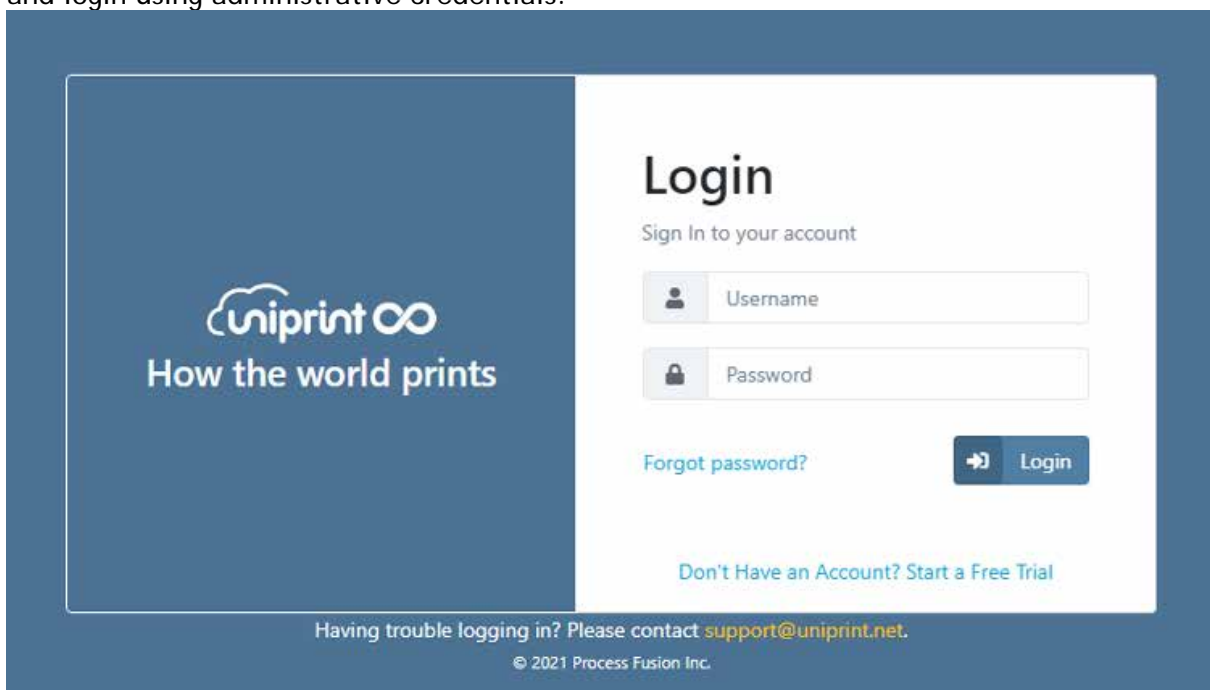 and login using administrative credentials.
uniprint
How the world prints
Login
Sign In to your account
Username
Password
Forgot password?
Login
Don't Have an Account? Start a Free Trial
Having trouble logging in? Please contact support@uniprint.net.
© 2021 Process Fusion Inc.